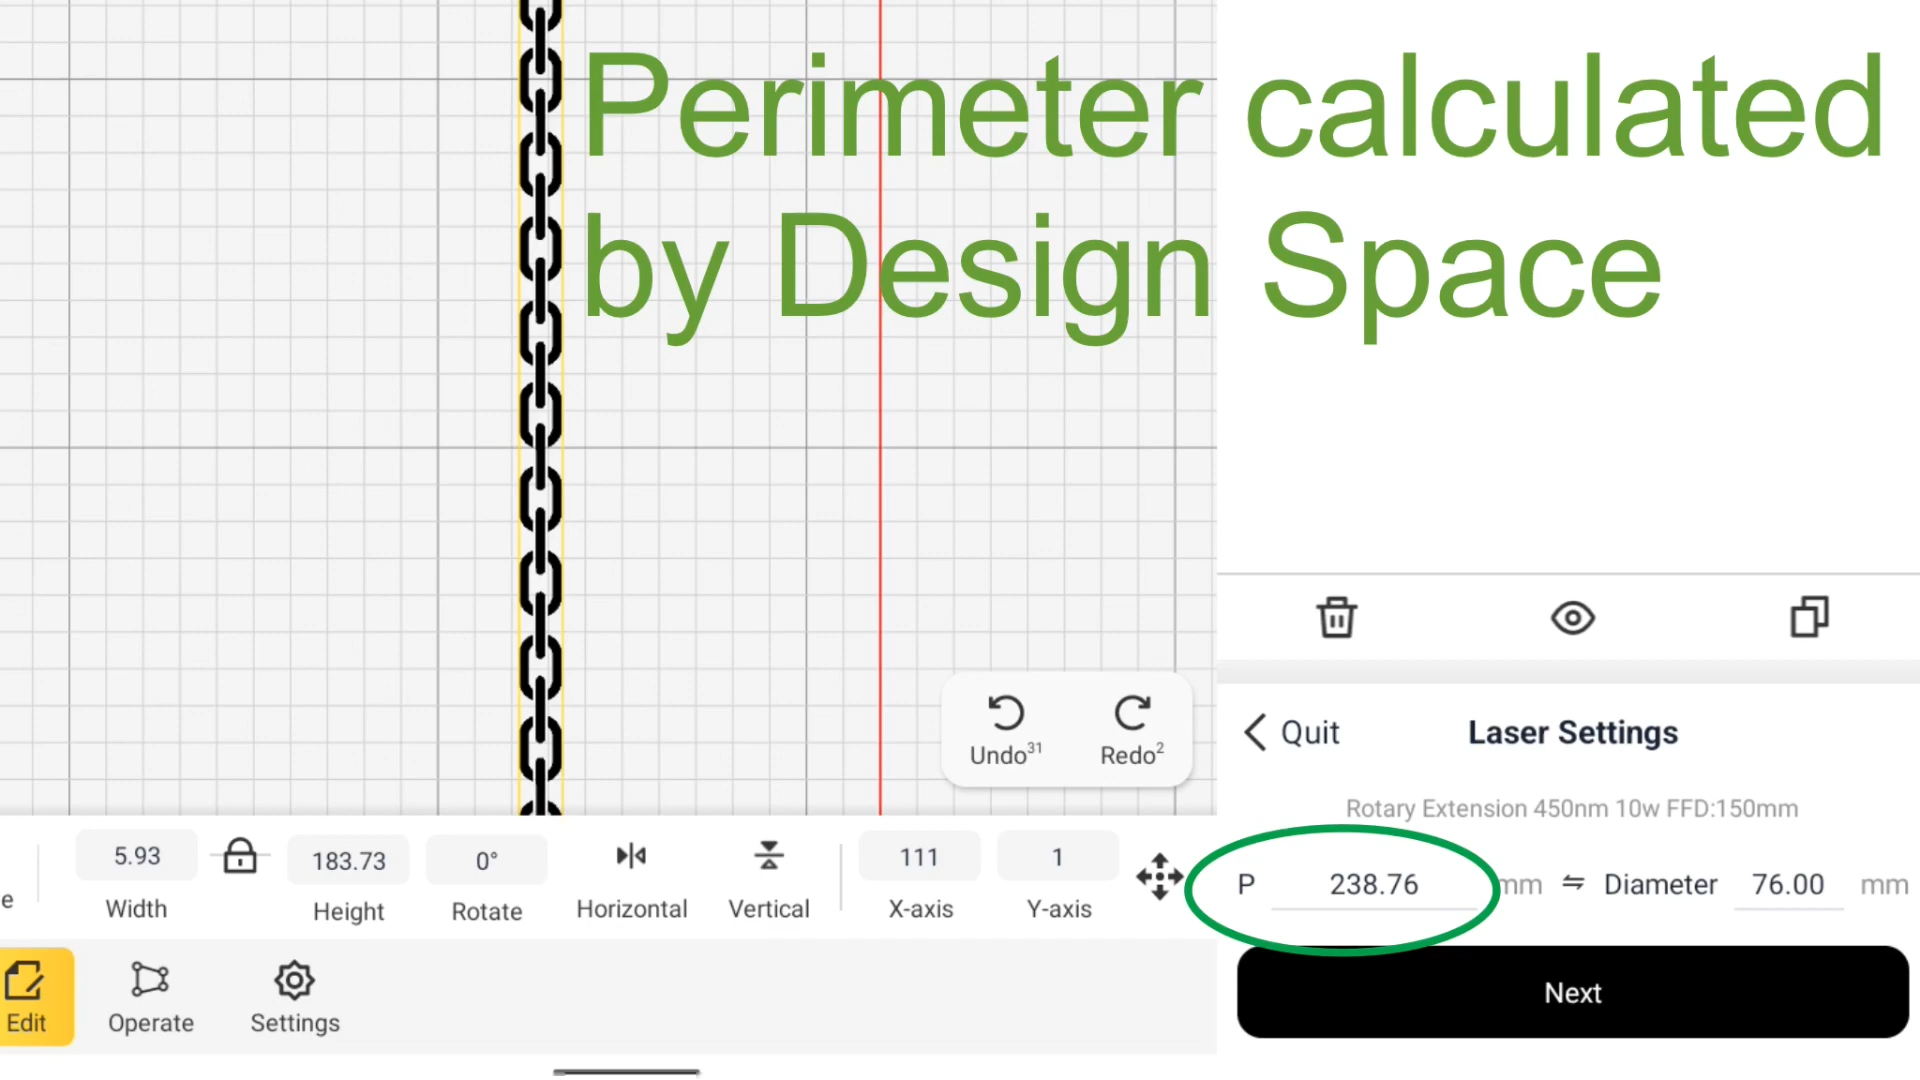 Perimeter calculated
by Design Space
Undo31
Redo2
Quit
Laser Settings
Rotary Extension 450nm 10w FFD:150mm
P 238.76 mm ⇋ Diameter 76.00 mm
Next
e
5.93
Width
183.73
Height
0°
Rotate
Horizontal
Vertical
111
X-axis
1
Y-axis
Edit
Operate
Settings